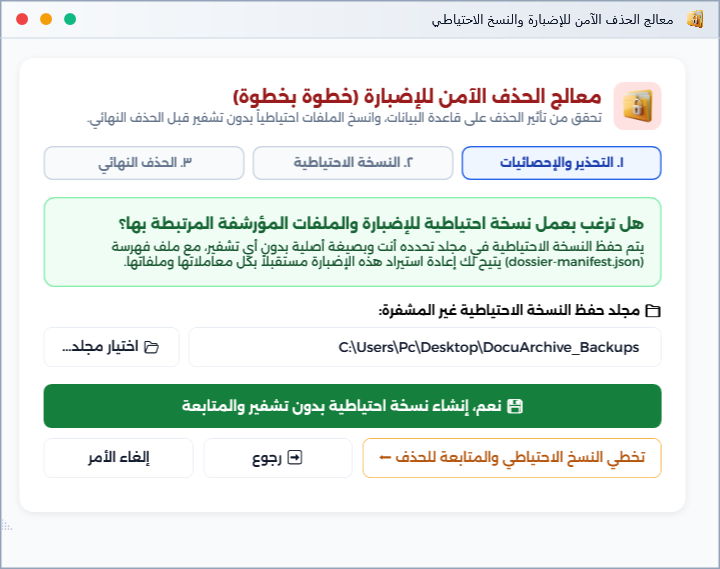 معالج الحذف الآمن للإضبارة والنسخ الاحتياطي
معالج الحذف الآمن للإضبارة (خطوة بخطوة)
تحقق من تأثير الحذف على قاعدة البيانات، وانسخ الملفات احتياطياً بدون تشفير قبل الحذف النهائي.
١. التحذير والإحصائيات
٢. النسخة الاحتياطية
٣. الحذف النهائي
هل ترغب بعمل نسخة احتياطية للإضبارة والملفات المؤرشفة المرتبطة بها؟
يتم حفظ النسخة الاحتياطية في مجلد تحدده أنت وبصيغة أصلية بدون أي تشفير، مع ملف فهرسة
(dossier-manifest.json) يتيح لك إعادة استيراد هذه الإضبارة مستقبلاً بكل معاملاتها وملفاتها.
مجلد حفظ النسخة الاحتياطية غير المشفرة:
C:\Users\Pc\Desktop\DocuArchive_Backups
اختيار مجلد...
نعم، إنشاء نسخة احتياطية بدون تشفير والمتابعة
تخطي النسخ الاحتياطي والمتابعة للحذف ←
رجوع
إلغاء الأمر